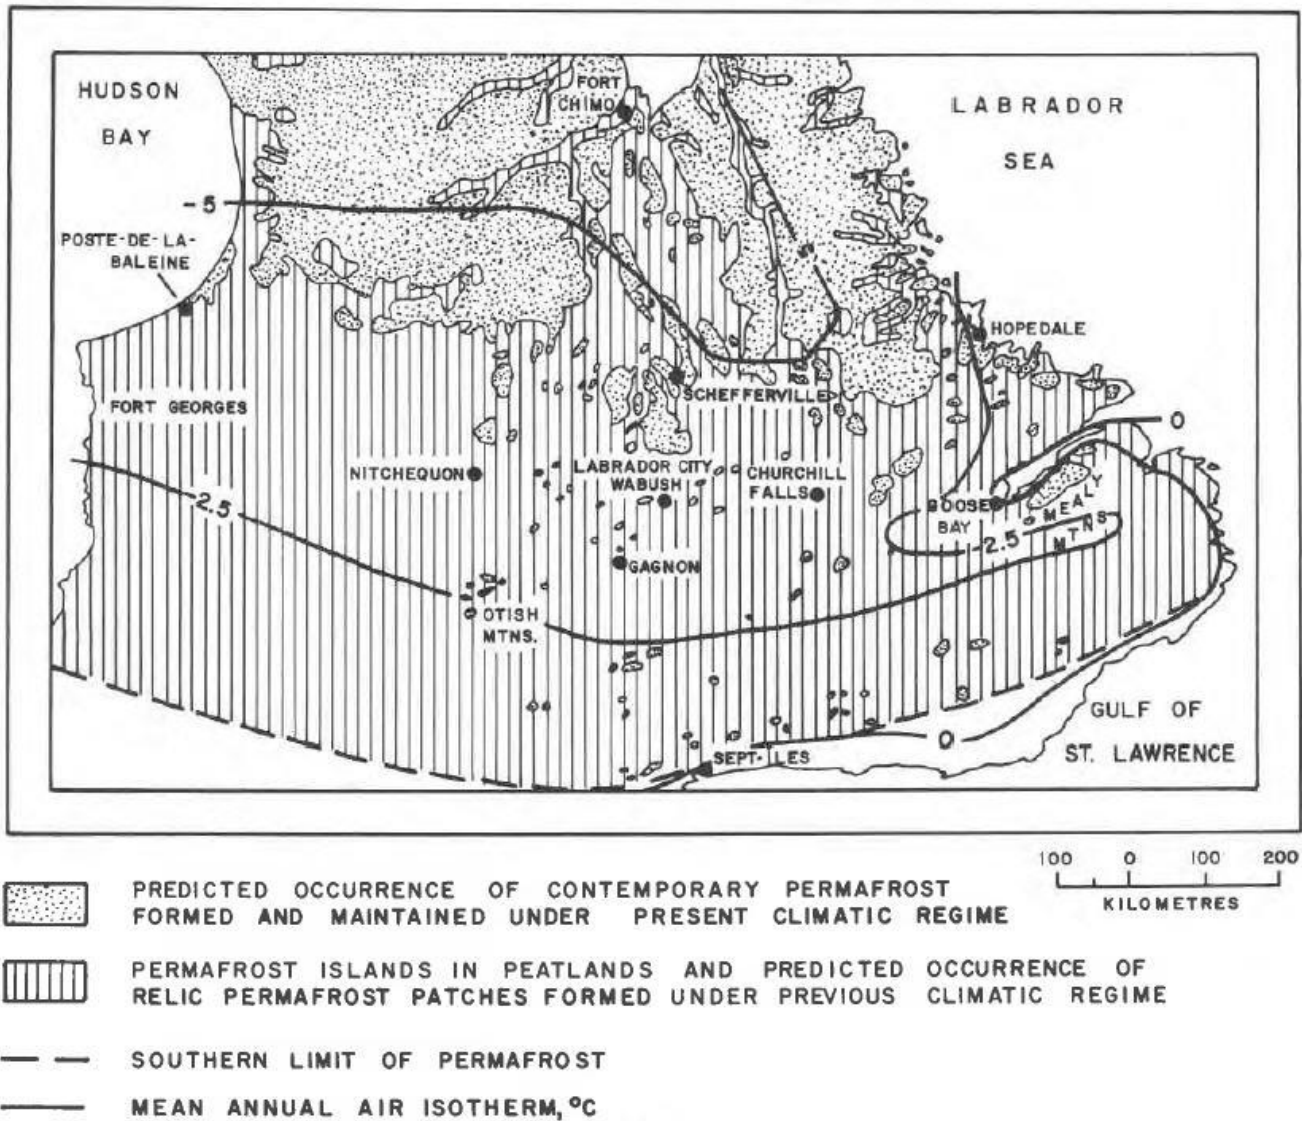 HUDSON
BAY
FORT
CHIMO
LABRADOR
SEA
-5
POSTE-DE-LA-
BALEINE
-5
HOPEDALE
FORT GEORGES
SCHEFFERVILLE
0
NITCHEQUON
LABRADOR CITY
WABUSH
CHURCHILL
FALLS
-2.5
GOOSE
BAY
MEALY
MTNS
-2.5
GAGNON
OTISH
MTNS.
GULF OF
ST. LAWRENCE
0
SEPT-ILES
100 0 100 200
KILOMETRES
PREDICTED OCCURRENCE OF CONTEMPORARY PERMAFROST
FORMED AND MAINTAINED UNDER PRESENT CLIMATIC REGIME
PERMAFROST ISLANDS IN PEATLANDS AND PREDICTED OCCURRENCE OF
RELIC PERMAFROST PATCHES FORMED UNDER PREVIOUS CLIMATIC REGIME
SOUTHERN LIMIT OF PERMAFROST
MEAN ANNUAL AIR ISOTHERM, °C